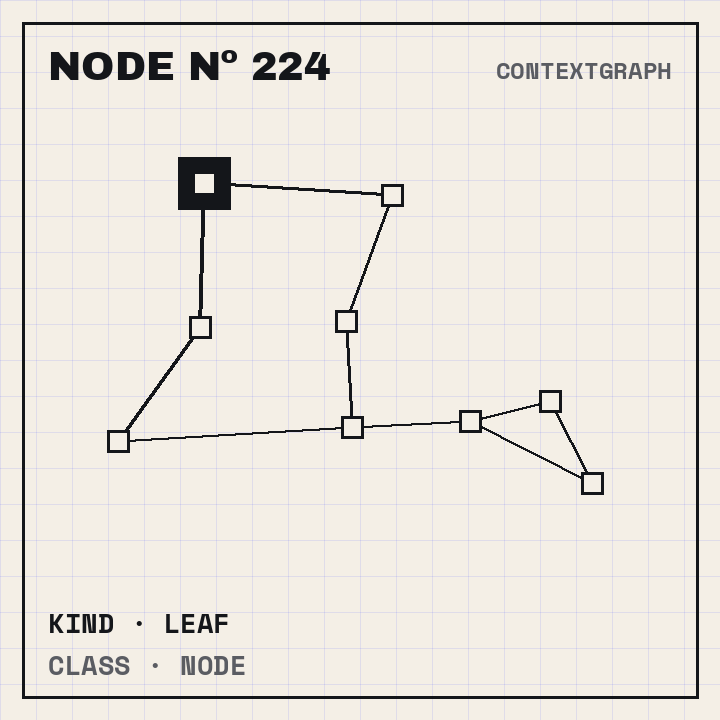 NODE Nº 224
CONTEXTGRAPH
KIND · LEAF
CLASS · NODE